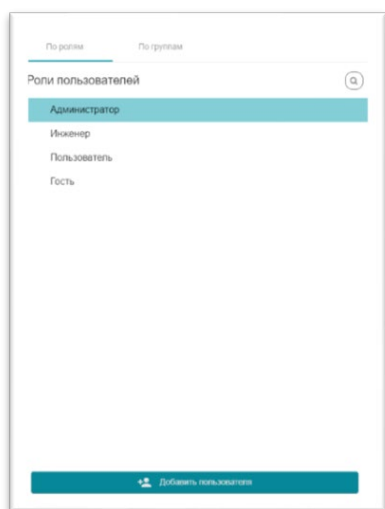 По ролям
По группам
Роли пользователей
Администратор
Инженер
Пользователь
Гость
Добавить пользователя